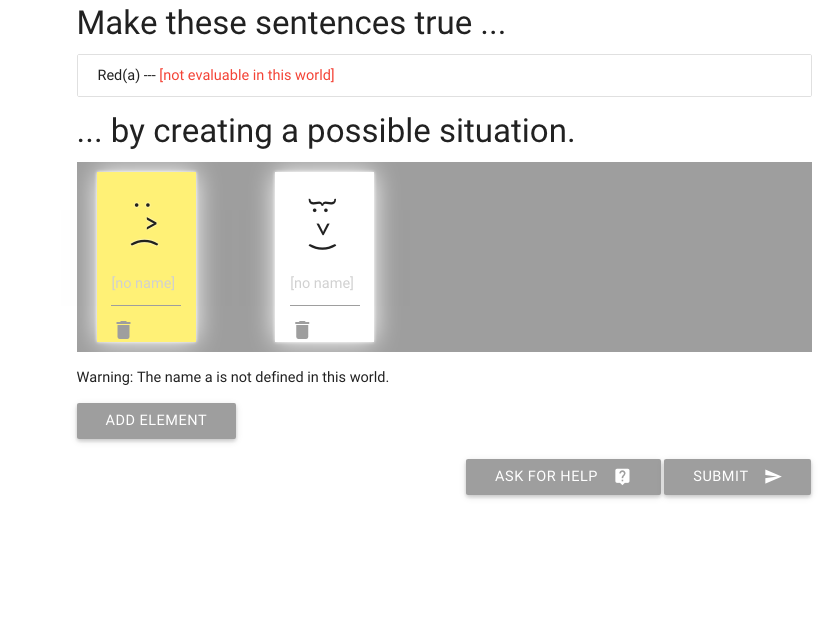 Make these sentences true ...
Red(a) --- [not evaluable in this world]
... by creating a possible situation.
[no name] [no name]
Warning: The name a is not defined in this world.
ADD ELEMENT
ASK FOR HELP SUBMIT